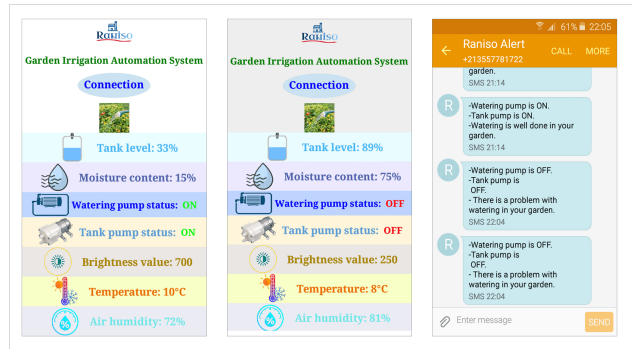 Raniso
Garden Irrigation Automation System
Connection
Tank level: 33%
Moisture content: 15%
Watering pump status: ON
Tank pump status: ON
Brightness value: 700
Temperature: 10°C
Air humidity: 72%
Raniso
Garden Irrigation Automation System
Connection
Tank level: 89%
Moisture content: 75%
Watering pump status: OFF
Tank pump status: OFF
Brightness value: 250
Temperature: 8°C
Air humidity: 81%
61% 22:05
Raniso Alert
+213557781722
CALL MORE
garden.
SMS 21:14
R
-Watering pump is ON.
-Tank pump is ON.
-Watering is well done in your
garden.
SMS 21:14
R
-Watering pump is OFF.
-Tank pump is
OFF.
- There is a problem with
watering in your garden.
SMS 22:04
R
-Watering pump is OFF.
-Tank pump is
OFF.
- There is a problem with
watering in your garden.
SMS 22:04
Enter message
SEND